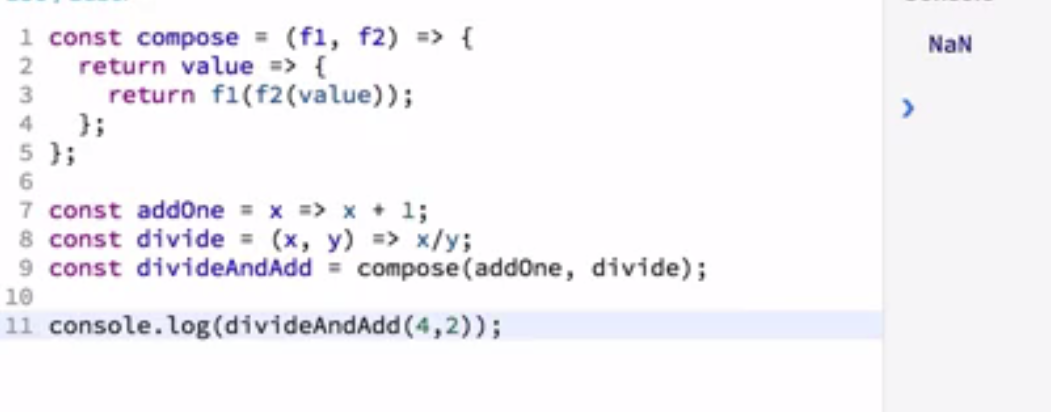 1 const compose = (f1, f2) => {
2   return value => {
3     return f1(f2(value));
4   };
5 };
6
7 const addOne = x => x + 1;
8 const divide = (x, y) => x/y;
9 const divideAndAdd = compose(addOne, divide);
10
11 console.log(divideAndAdd(4,2));
NaN
❯